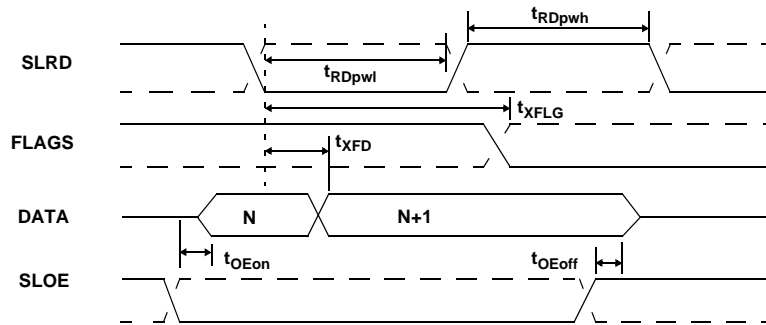 tRDpwh
SLRD
tRDpwl
tXFLG
FLAGS
tXFD
DATA
N
N+1
tOEon
tOEoff
SLOE